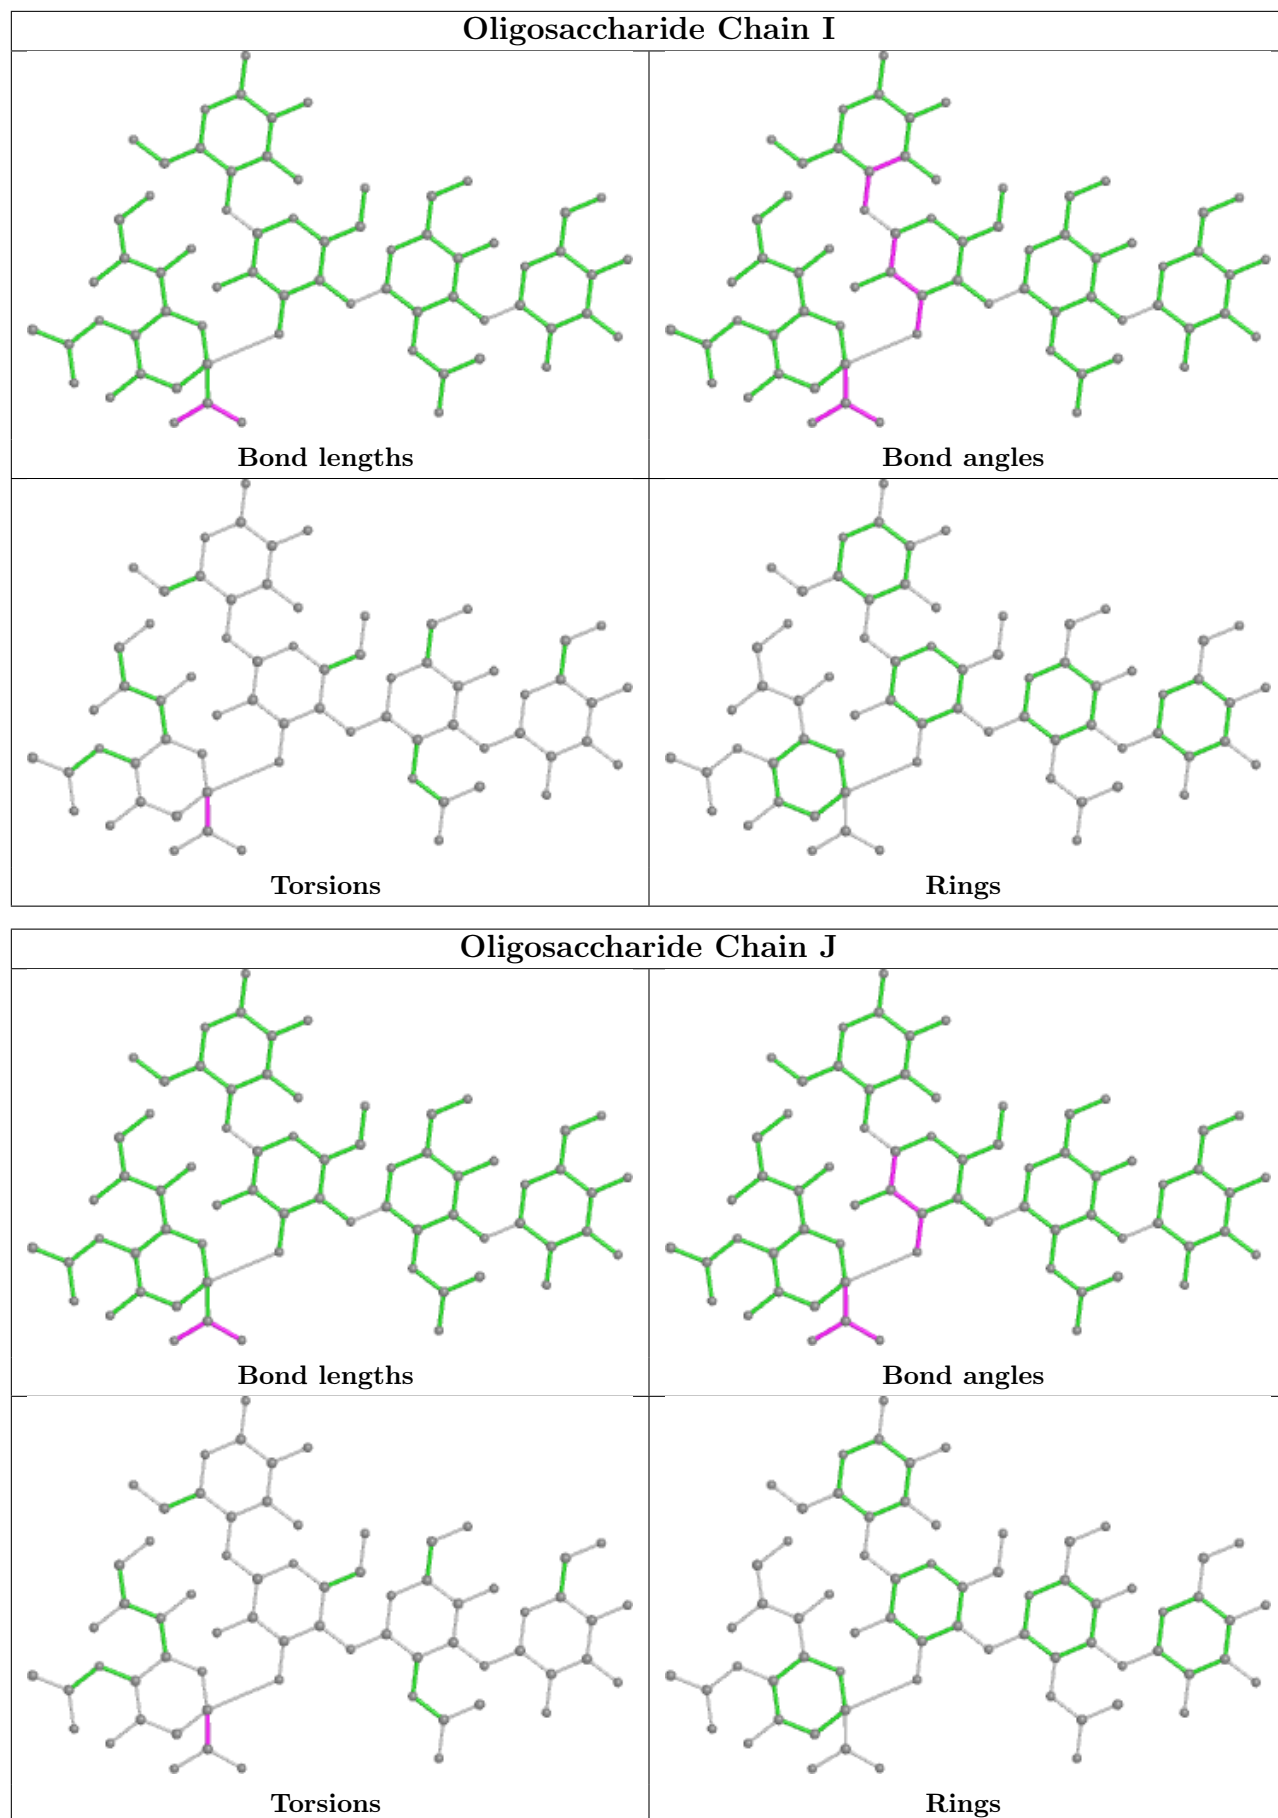 Oligosaccharide Chain I
Bond lengths
Bond angles
Torsions
Rings
Oligosaccharide Chain J
Bond lengths
Bond angles
Torsions
Rings